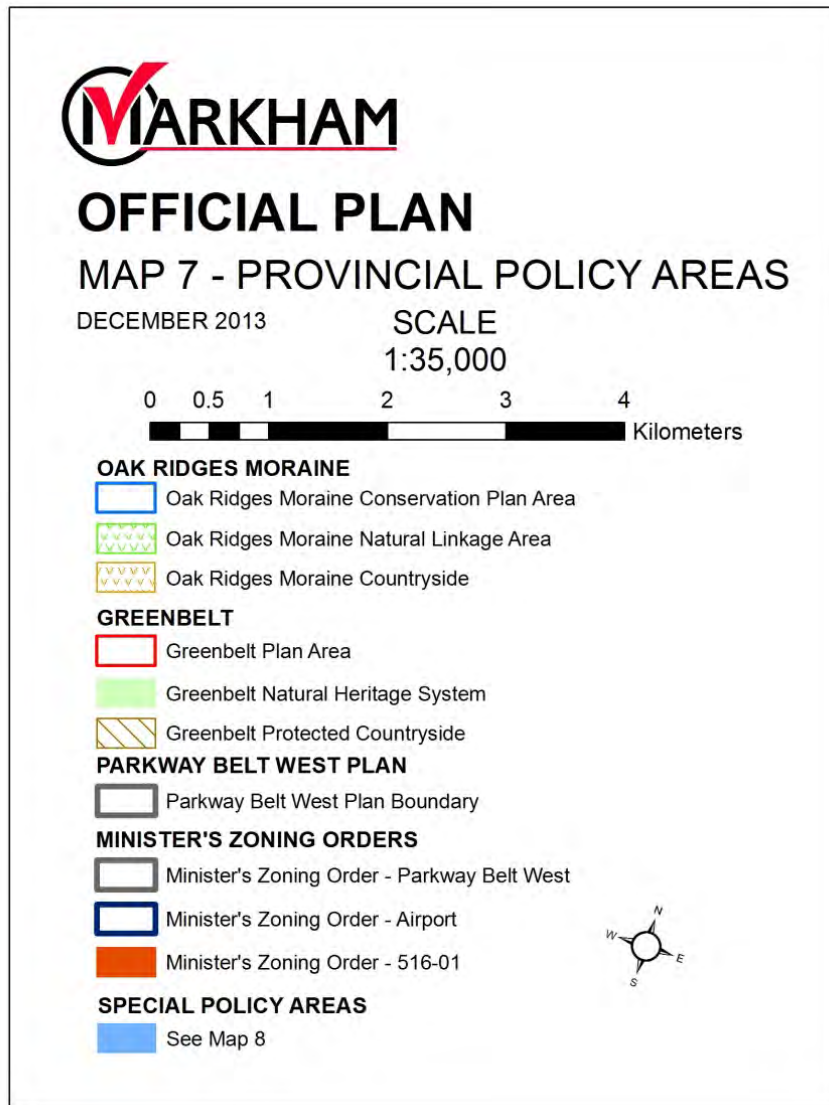 MARKHAM
OFFICIAL PLAN
MAP 7 - PROVINCIAL POLICY AREAS
DECEMBER 2013
SCALE
1:35,000
0 0.5 1 2 3 4
Kilometers
OAK RIDGES MORAINE
Oak Ridges Moraine Conservation Plan Area
Oak Ridges Moraine Natural Linkage Area
Oak Ridges Moraine Countryside
GREENBELT
Greenbelt Plan Area
Greenbelt Natural Heritage System
Greenbelt Protected Countryside
PARKWAY BELT WEST PLAN
Parkway Belt West Plan Boundary
MINISTER'S ZONING ORDERS
Minister's Zoning Order - Parkway Belt West
Minister's Zoning Order - Airport
Minister's Zoning Order - 516-01
N
W
E
S
SPECIAL POLICY AREAS
See Map 8